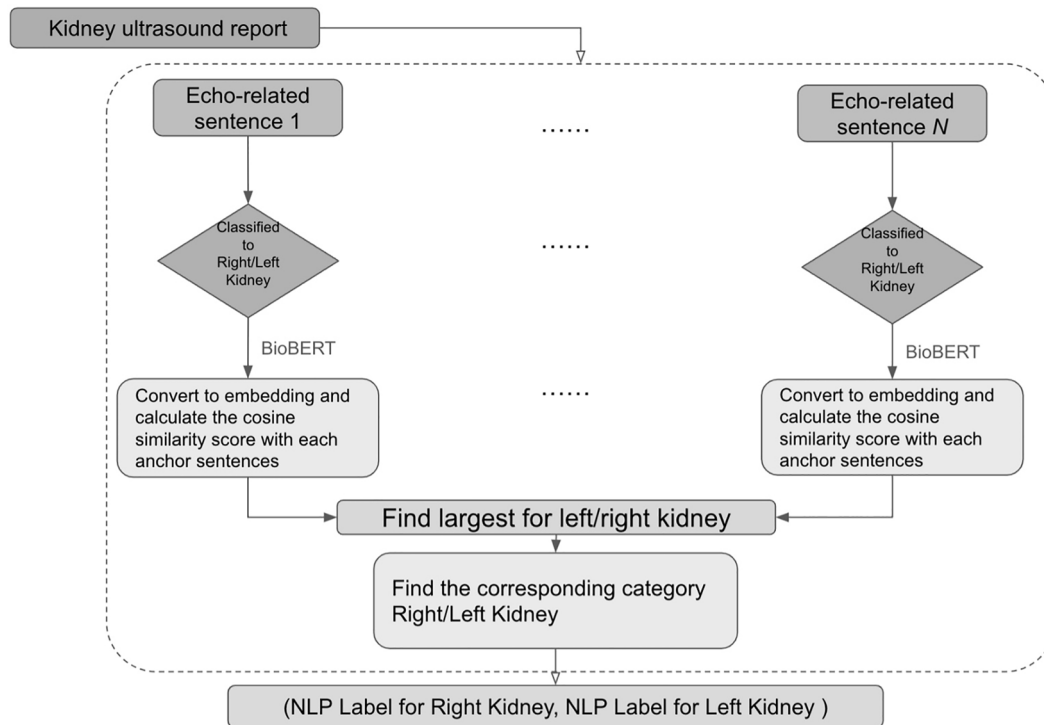 Kidney ultrasound report
Echo-related
sentence 1
......
Echo-related
sentence N
Classified
to
Right/Left
Kidney
......
Classified
to
Right/Left
Kidney
BioBERT
BioBERT
Convert to embedding and
calculate the cosine
similarity score with each
anchor sentences
......
Convert to embedding and
calculate the cosine
similarity score with each
anchor sentences
Find largest for left/right kidney
Find the corresponding category
Right/Left Kidney
(NLP Label for Right Kidney, NLP Label for Left Kidney )